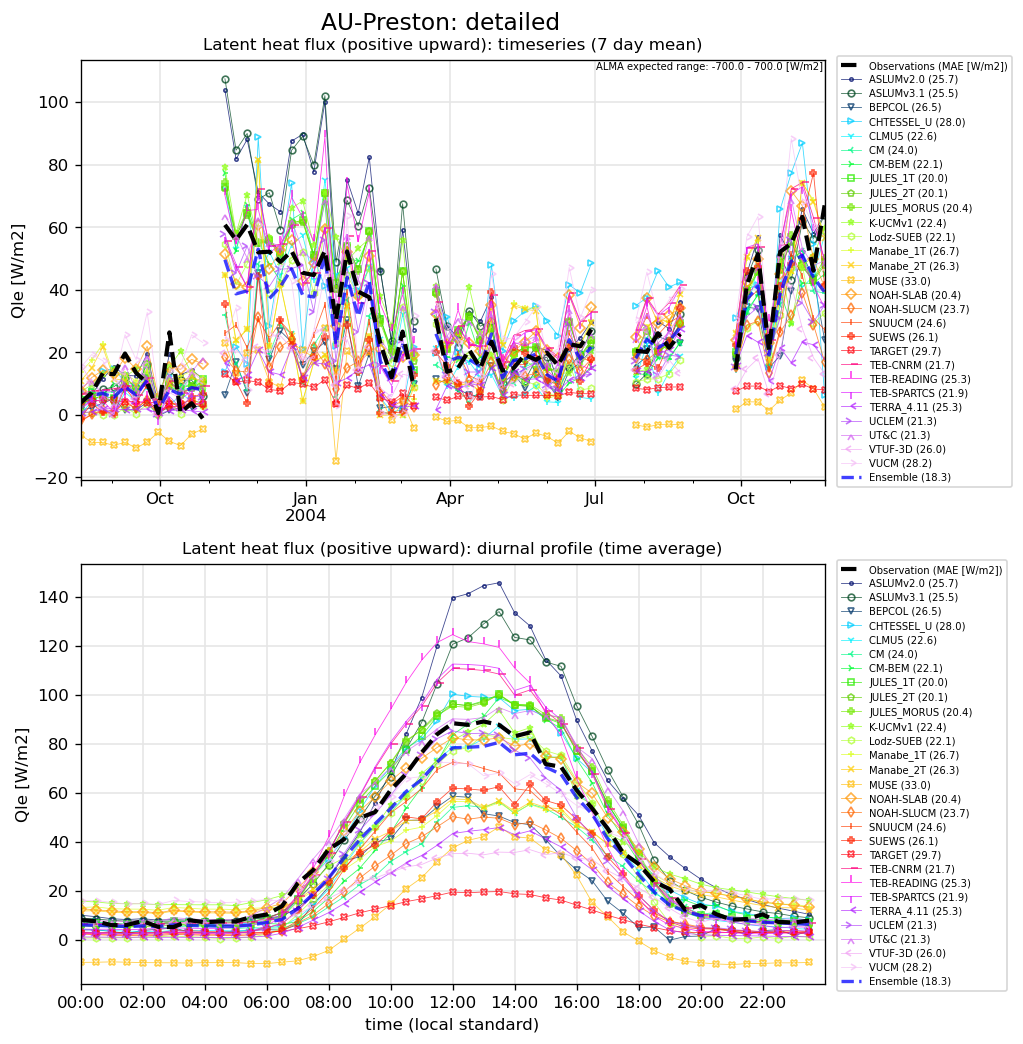 AU-Preston: detailed
Latent heat flux (positive upward): timeseries (7 day mean)
ALMA expected range: -700.0 - 700.0 [W/m2]
Qle [W/m2]
100
80
60
40
20
0
−20
Oct
Jan
2004
Apr
Jul
Oct
Observations (MAE [W/m2])
ASLUMv2.0 (25.7)
ASLUMv3.1 (25.5)
BEPCOL (26.5)
CHTESSEL_U (28.0)
CLMU5 (22.6)
CM (24.0)
CM-BEM (22.1)
JULES_1T (20.0)
JULES_2T (20.1)
JULES_MORUS (20.4)
K-UCMv1 (22.4)
Lodz-SUEB (22.1)
Manabe_1T (26.7)
Manabe_2T (26.3)
MUSE (33.0)
NOAH-SLAB (20.4)
NOAH-SLUCM (23.7)
SNUUCM (24.6)
SUEWS (26.1)
TARGET (29.7)
TEB-CNRM (21.7)
TEB-READING (25.3)
TEB-SPARTCS (21.9)
TERRA_4.11 (25.3)
UCLEM (21.3)
UT&C (21.3)
VTUF-3D (26.0)
VUCM (28.2)
Ensemble (18.3)
Latent heat flux (positive upward): diurnal profile (time average)
Qle [W/m2]
140
120
100
80
60
40
20
0
00:00
02:00
04:00
06:00
08:00
10:00
12:00
14:00
16:00
18:00
20:00
22:00
time (local standard)
Observation (MAE [W/m2])
ASLUMv2.0 (25.7)
ASLUMv3.1 (25.5)
BEPCOL (26.5)
CHTESSEL_U (28.0)
CLMU5 (22.6)
CM (24.0)
CM-BEM (22.1)
JULES_1T (20.0)
JULES_2T (20.1)
JULES_MORUS (20.4)
K-UCMv1 (22.4)
Lodz-SUEB (22.1)
Manabe_1T (26.7)
Manabe_2T (26.3)
MUSE (33.0)
NOAH-SLAB (20.4)
NOAH-SLUCM (23.7)
SNUUCM (24.6)
SUEWS (26.1)
TARGET (29.7)
TEB-CNRM (21.7)
TEB-READING (25.3)
TEB-SPARTCS (21.9)
TERRA_4.11 (25.3)
UCLEM (21.3)
UT&C (21.3)
VTUF-3D (26.0)
VUCM (28.2)
Ensemble (18.3)